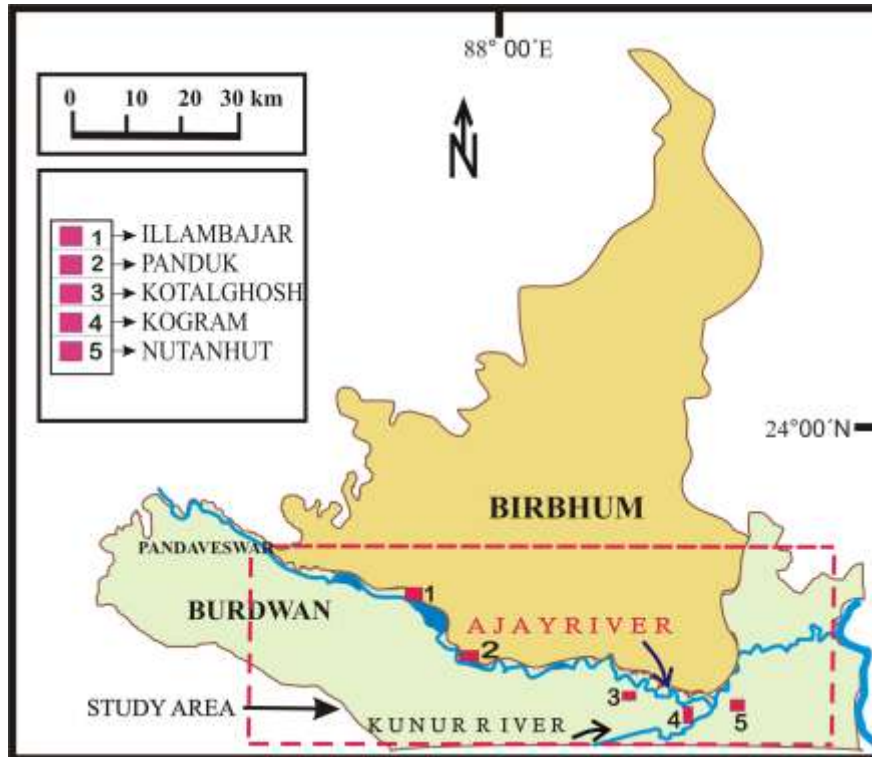 88° 00´E
0 10 20 30 km
N
1 ILLAMBAJAR
2 PANDUK
3 KOTALGHOSH
4 KOGRAM
5 NUTANHUT
24°00´N
BIRBHUM
PANDAVESWAR
BURDWAN
1
AJAYRIVER
2
3
4
5
STUDY AREA
KUNUR RIVER